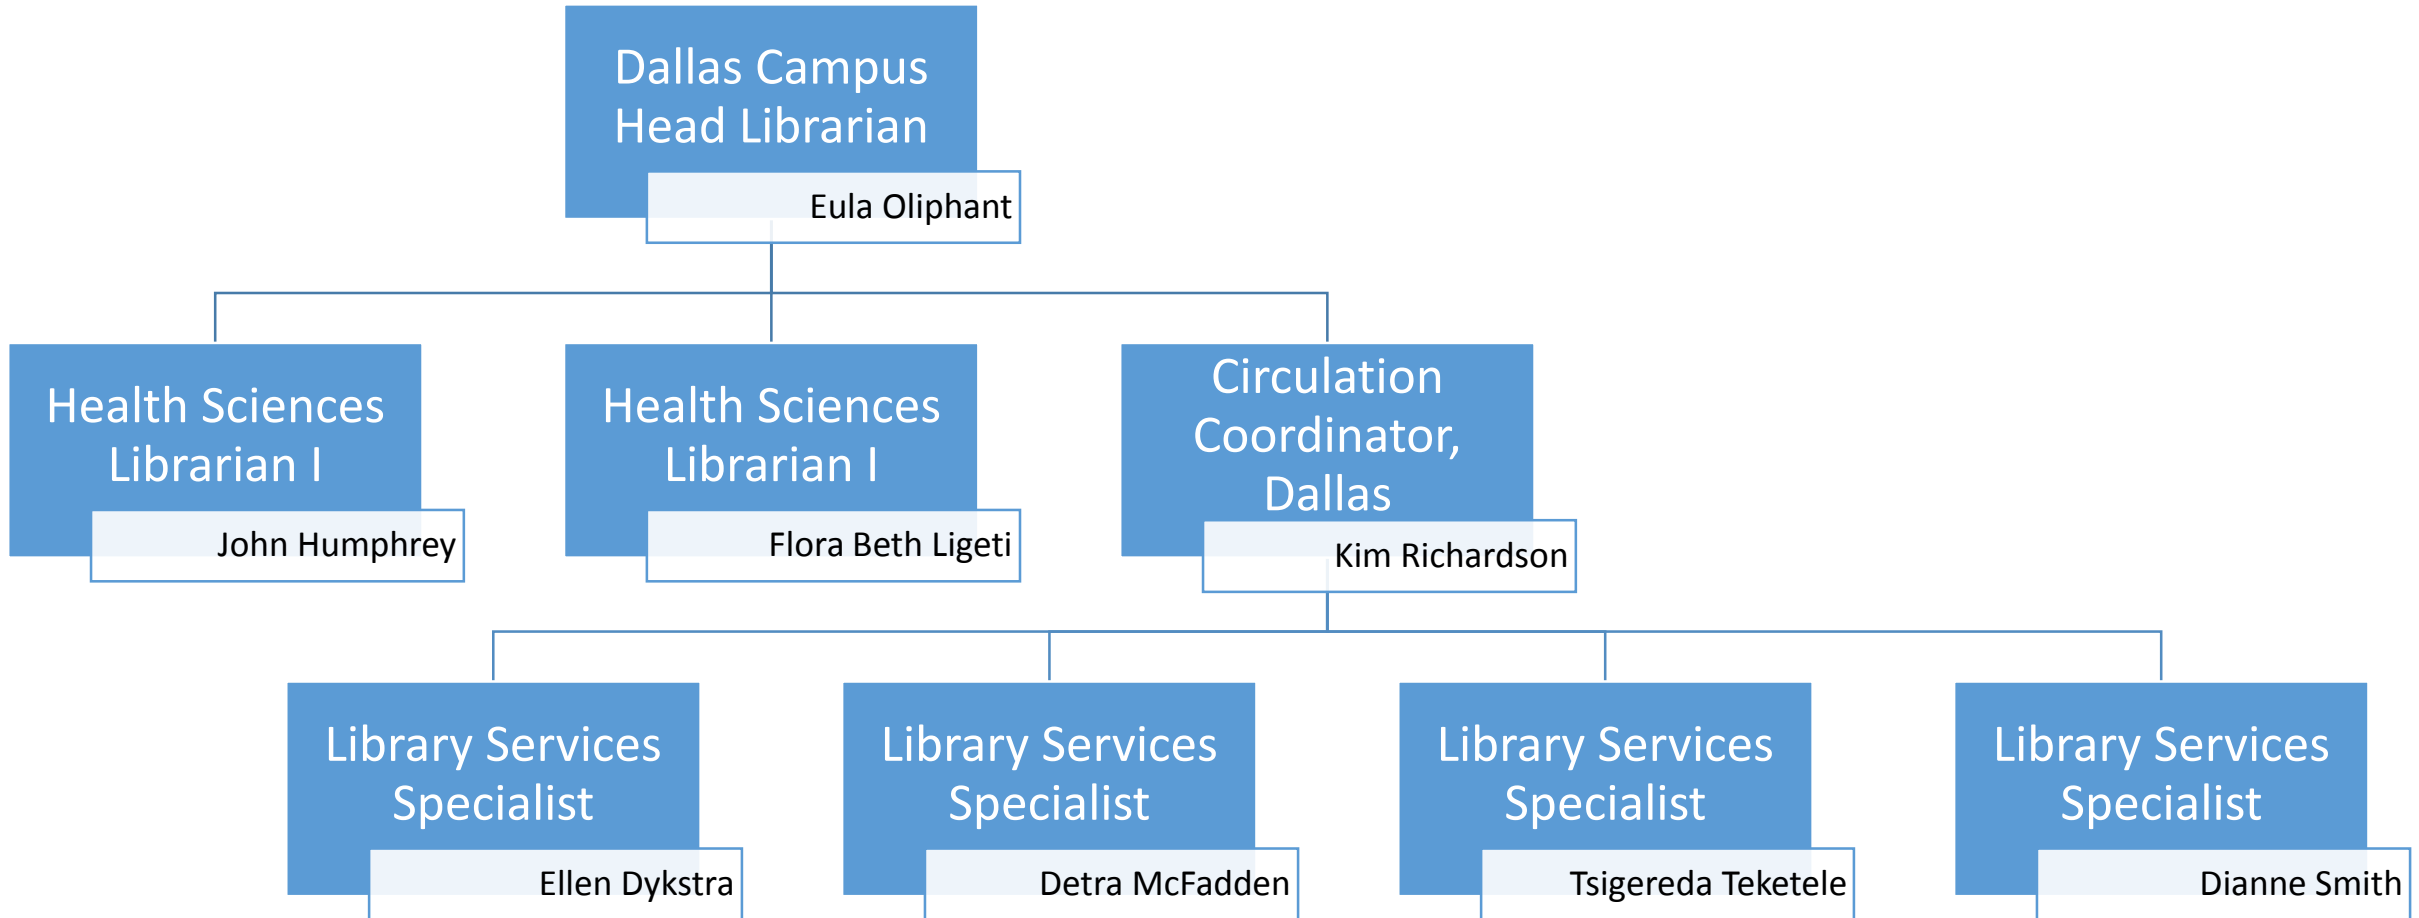 Dallas Campus
Head Librarian
Eula Oliphant
Health Sciences
Librarian I
John Humphrey
Health Sciences
Librarian I
Flora Beth Ligeti
Circulation
Coordinator,
Dallas
Kim Richardson
Library Services
Specialist
Ellen Dykstra
Library Services
Specialist
Detra McFadden
Library Services
Specialist
Tsigereda Teketele
Library Services
Specialist
Dianne Smith